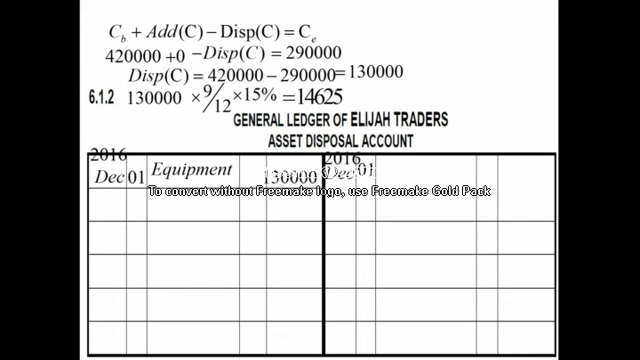 C_b + Add(C) − Disp(C) = C_e
420000 +0 −Disp(C) = 290000
Disp(C) = 420000 − 290000 = 130000
6.1.2 130000 × 9/12 × 15% = 14625
GENERAL LEDGER OF ELIJAH TRADERS
ASSET DISPOSAL ACCOUNT
2016 2016
Dec 01 Equipment 130000 Dec 01
To convert without Freemake logo, use Freemake Gold Pack